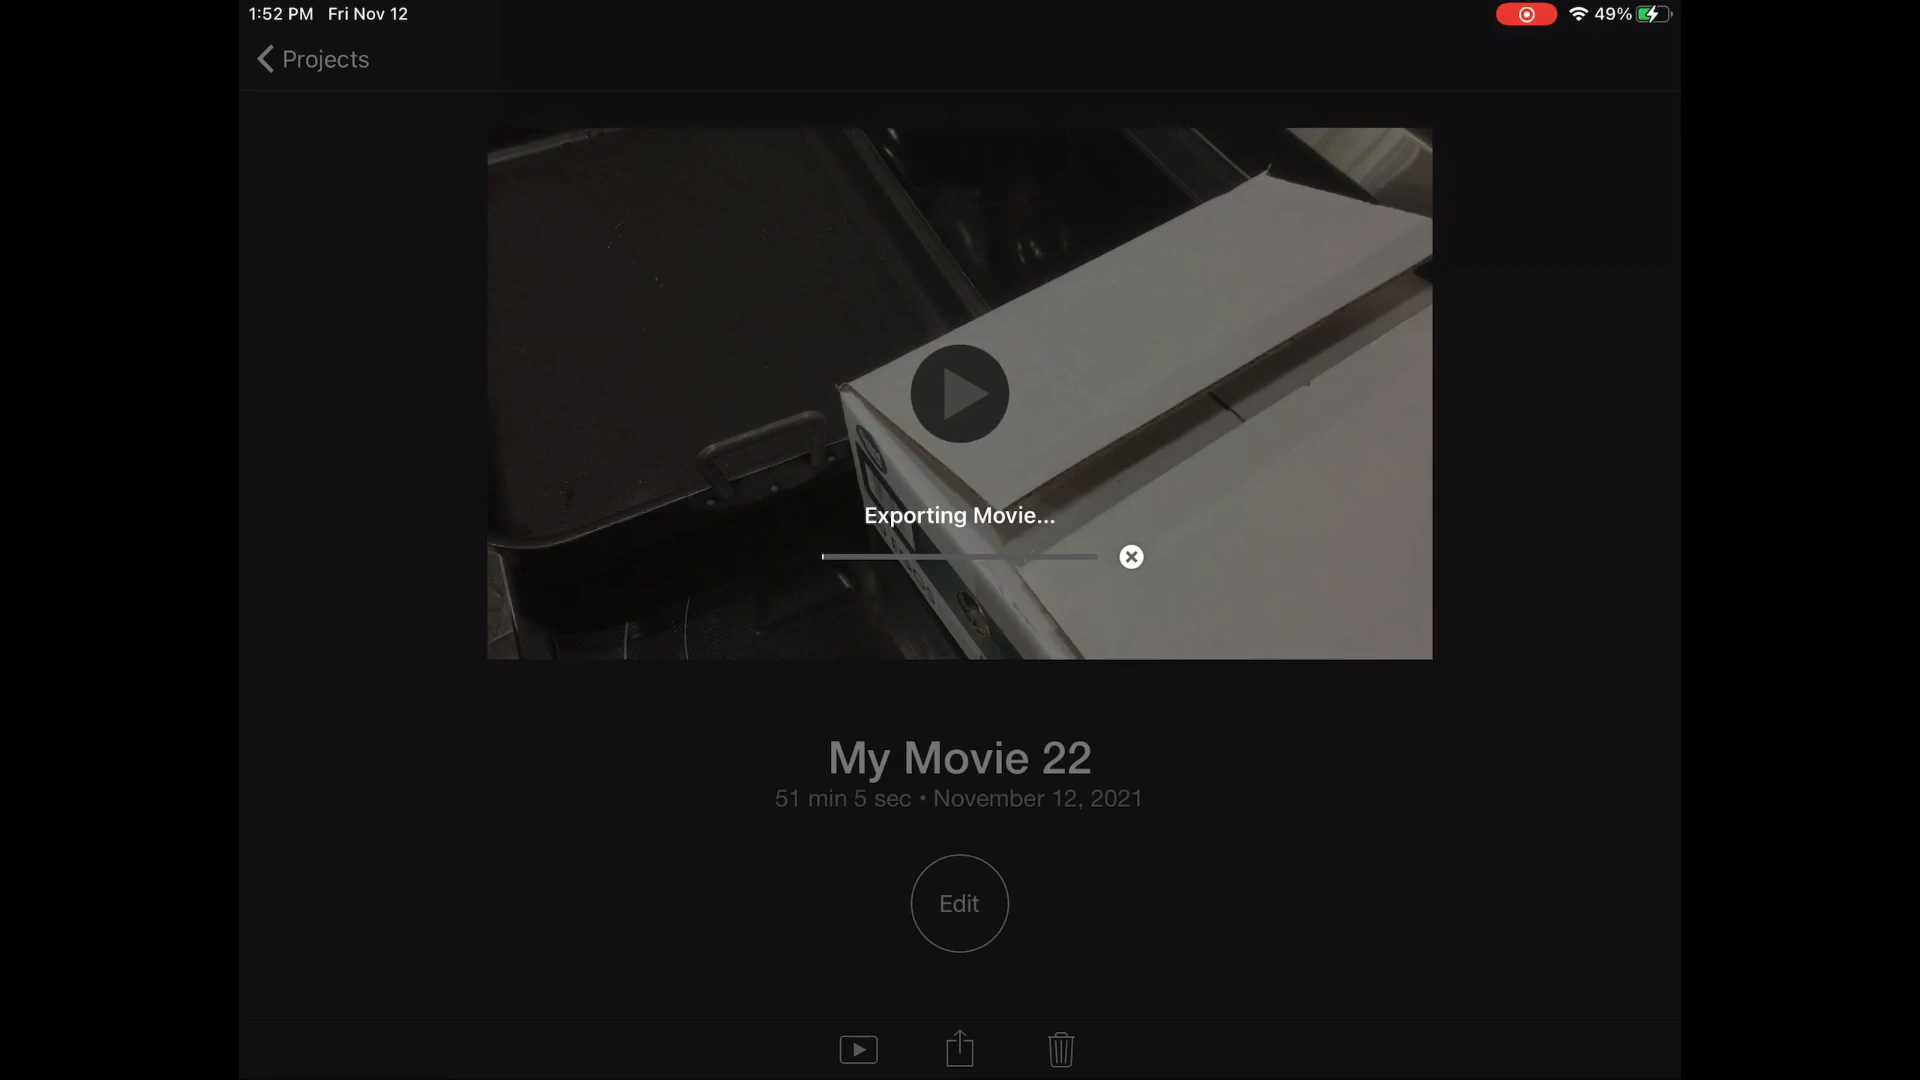 1:52 PM Fri Nov 12
49%
Projects
Exporting Movie...
My Movie 22
51 min 5 sec • November 12, 2021
Edit